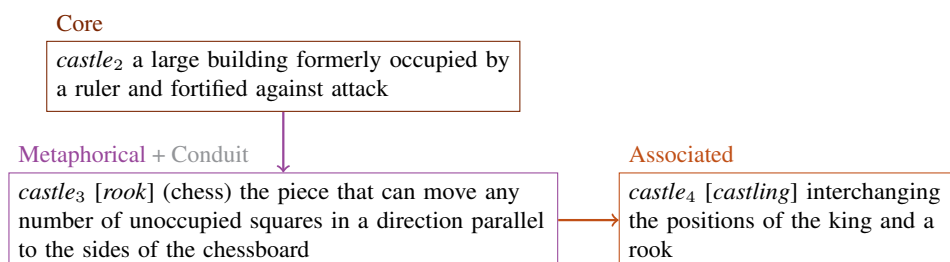 Core
castle₂ a large building formerly occupied by
a ruler and fortified against attack
Metaphorical + Conduit
castle₃ [rook] (chess) the piece that can move any
number of unoccupied squares in a direction parallel
to the sides of the chessboard
Associated
castle₄ [castling] interchanging
the positions of the king and a
rook